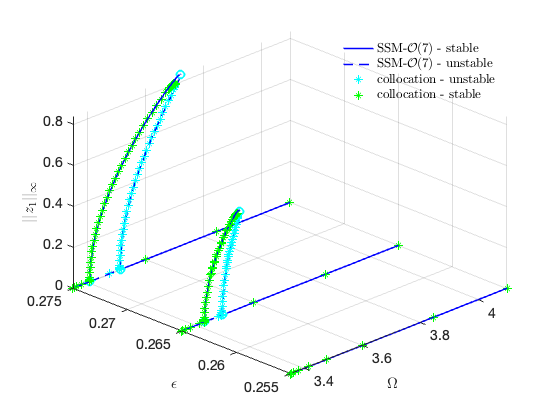 SSM-𝒪(7) - stable
SSM-𝒪(7) - unstable
collocation - unstable
collocation - stable
0.8
0.6
0.4
0.2
0
||z₁||∞
0.275
0.27
0.265
0.26
0.255
ϵ
3.4
3.6
3.8
4
Ω